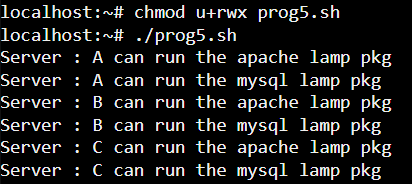 localhost:~# chmod u+rwx prog5.sh
localhost:~# ./prog5.sh
Server : A can run the apache lamp pkg
Server : A can run the mysql lamp pkg
Server : B can run the apache lamp pkg
Server : B can run the mysql lamp pkg
Server : C can run the apache lamp pkg
Server : C can run the mysql lamp pkg